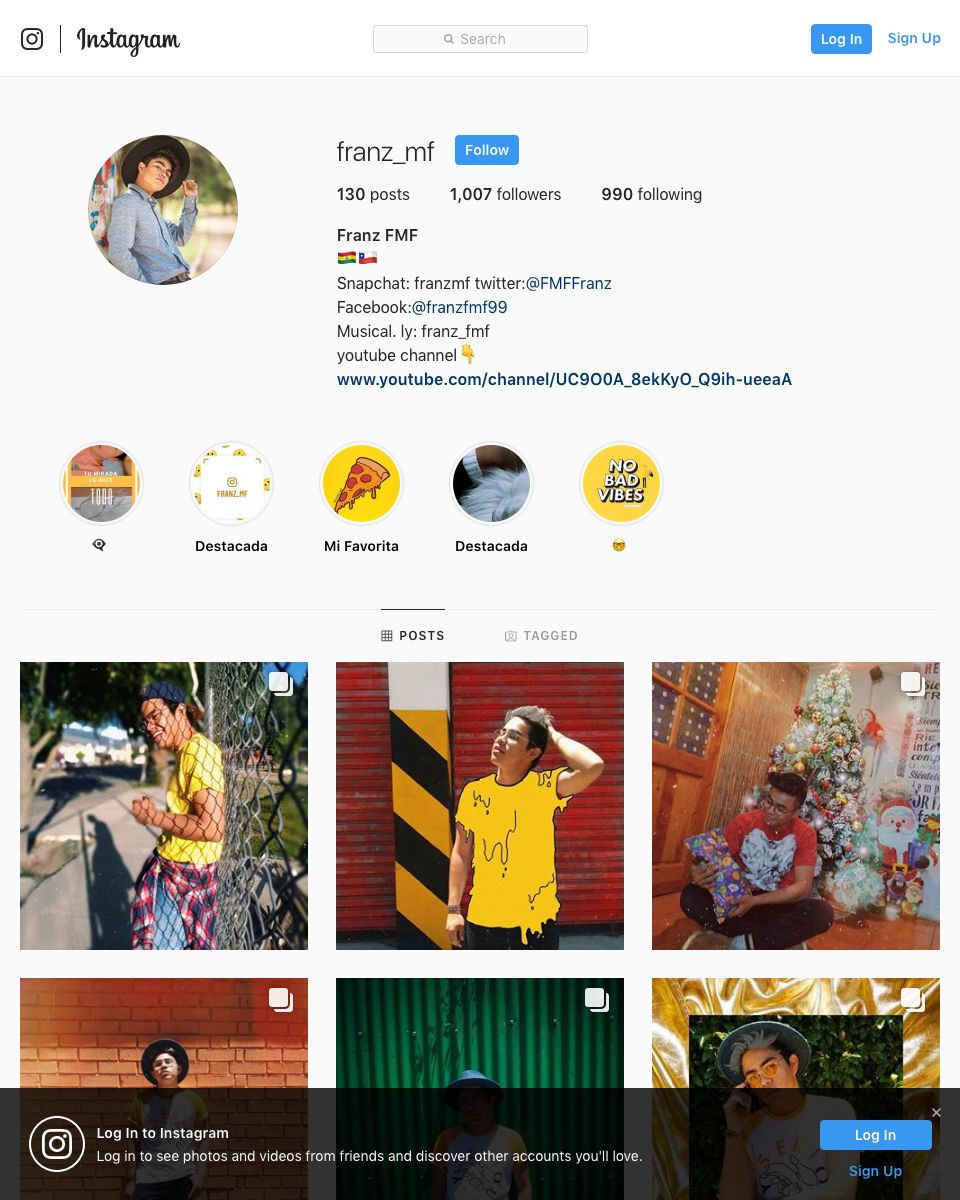 Instagram
Search
Log In
Sign Up
franz_mf
Follow
130 posts
1,007 followers
990 following
Franz FMF
🇧🇴🇨🇱
Snapchat: franzmf twitter:@FMFFranz
Facebook:@franzfmf99
Musical. ly: franz_fmf
youtube channel👇
www.youtube.com/channel/UC9O0A_8ekKyO_Q9ih-ueeaA
TU MIRADA
LO DICE
TODO
FRANZ_MF
NO
BAD
VIBES
👁️‍🗨️
Destacada
Mi Favorita
Destacada
🤓
POSTS
TAGGED
Log In to Instagram
Log in to see photos and videos from friends and discover other accounts you'll love.
Log In
Sign Up